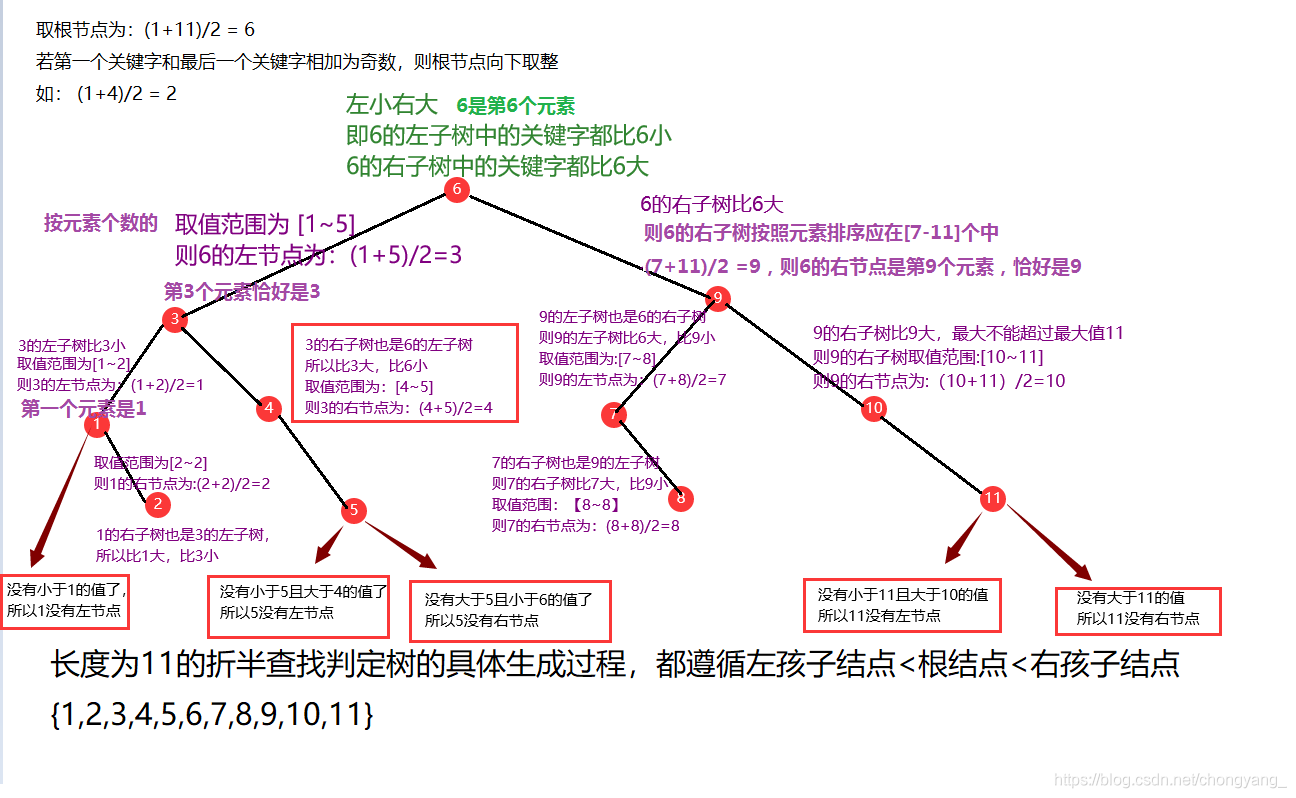 取根节点为：(1+11)/2 = 6
若第一个关键字和最后一个关键字相加为奇数，则根节点向下取整
如： (1+4)/2 = 2
左小右大 6是第6个元素
即6的左子树中的关键字都比6小
6的右子树中的关键字都比6大
6
按元素个数的
取值范围为 [1~5]
则6的左节点为：(1+5)/2=3
第3个元素恰好是3
3
6的右子树比6大
则6的右子树按照元素排序应在[7-11]个中
(7+11)/2 =9，则6的右节点是第9个元素，恰好是9
9
3的左子树比3小
取值范围为[1~2]
则3的左节点为：(1+2)/2=1
第一个元素是1
1
3的右子树也是6的左子树
所以比3大，比6小
取值范围为：[4~5]
则3的右节点为：(4+5)/2=4
4
9的左子树也是6的右子树
则9的左子树比6大，比9小
取值范围为:[7~8]
则9的左节点为：(7+8)/2=7
7
9的右子树比9大，最大不能超过最大值11
则9的右子树取值范围:[10~11]
则9的右节点为:（10+11）/2=10
10
取值范围为[2~2]
则1的右节点为:(2+2)/2=2
2
1的右子树也是3的左子树，
所以比1大，比3小
5
7的右子树也是9的左子树
则7的右子树比7大，比9小
取值范围：【8~8】
则7的右节点为：(8+8)/2=8
8
11
没有小于1的值了，
所以1没有左节点
没有小于5且大于4的值了
所以5没有左节点
没有大于5且小于6的值了
所以5没有右节点
没有小于11且大于10的值
所以11没有左节点
没有大于11的值
所以11没有右节点
长度为11的折半查找判定树的具体生成过程，都遵循左孩子结点<根结点<右孩子结点
{1,2,3,4,5,6,7,8,9,10,11}
https://blog.csdn.net/chongyang_